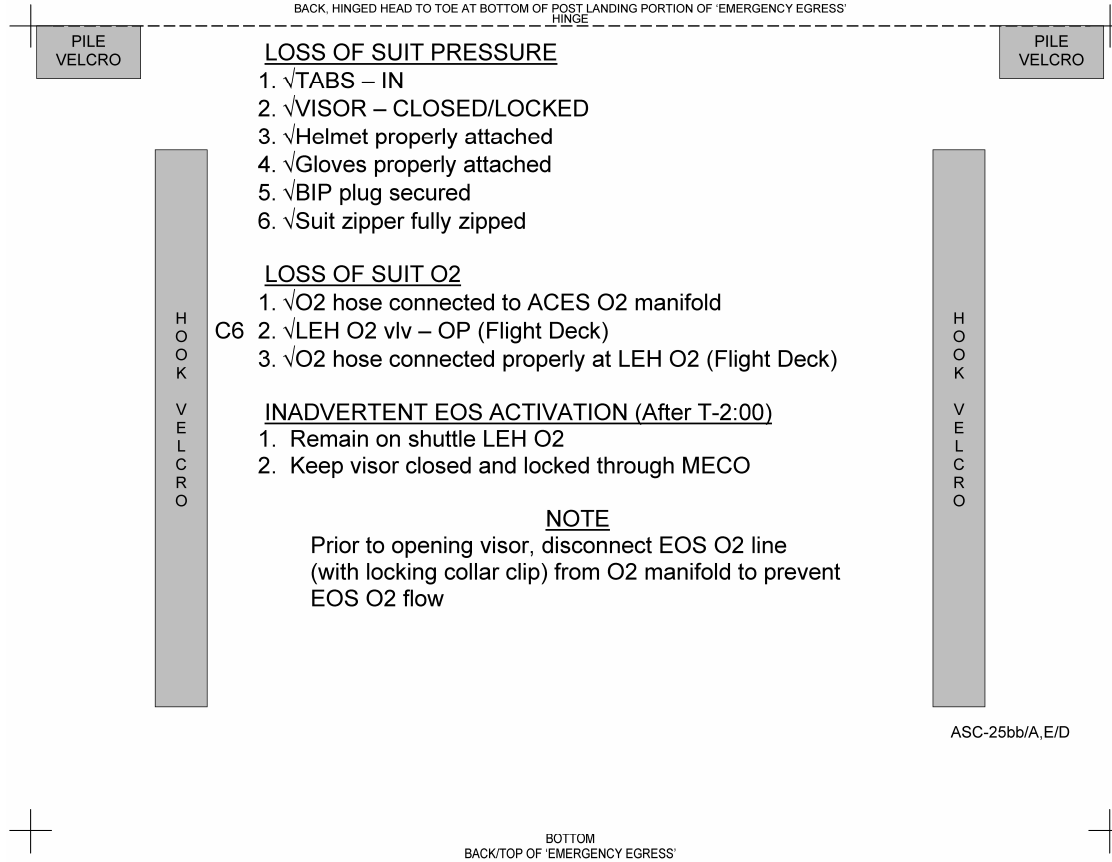 BACK, HINGED HEAD TO TOE AT BOTTOM OF POST LANDING PORTION OF ‘EMERGENCY EGRESS’
HINGE
PILE
VELCRO
PILE
VELCRO
LOSS OF SUIT PRESSURE
1. √TABS – IN
2. √VISOR – CLOSED/LOCKED
3. √Helmet properly attached
4. √Gloves properly attached
5. √BIP plug secured
6. √Suit zipper fully zipped
LOSS OF SUIT O2
1. √O2 hose connected to ACES O2 manifold
C6 2. √LEH O2 vlv – OP (Flight Deck)
3. √O2 hose connected properly at LEH O2 (Flight Deck)
INADVERTENT EOS ACTIVATION (After T-2:00)
1. Remain on shuttle LEH O2
2. Keep visor closed and locked through MECO
NOTE
Prior to opening visor, disconnect EOS O2 line
(with locking collar clip) from O2 manifold to prevent
EOS O2 flow
HOOK VELCRO
HOOK VELCRO
ASC-25bb/A,E/D
BOTTOM
BACK/TOP OF ‘EMERGENCY EGRESS’